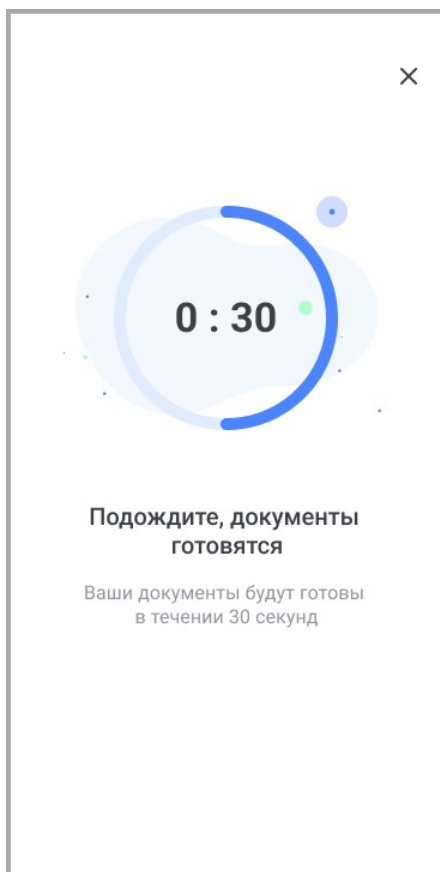 0 : 30
Подождите, документы
готовятся
Ваши документы будут готовы
в течении 30 секунд